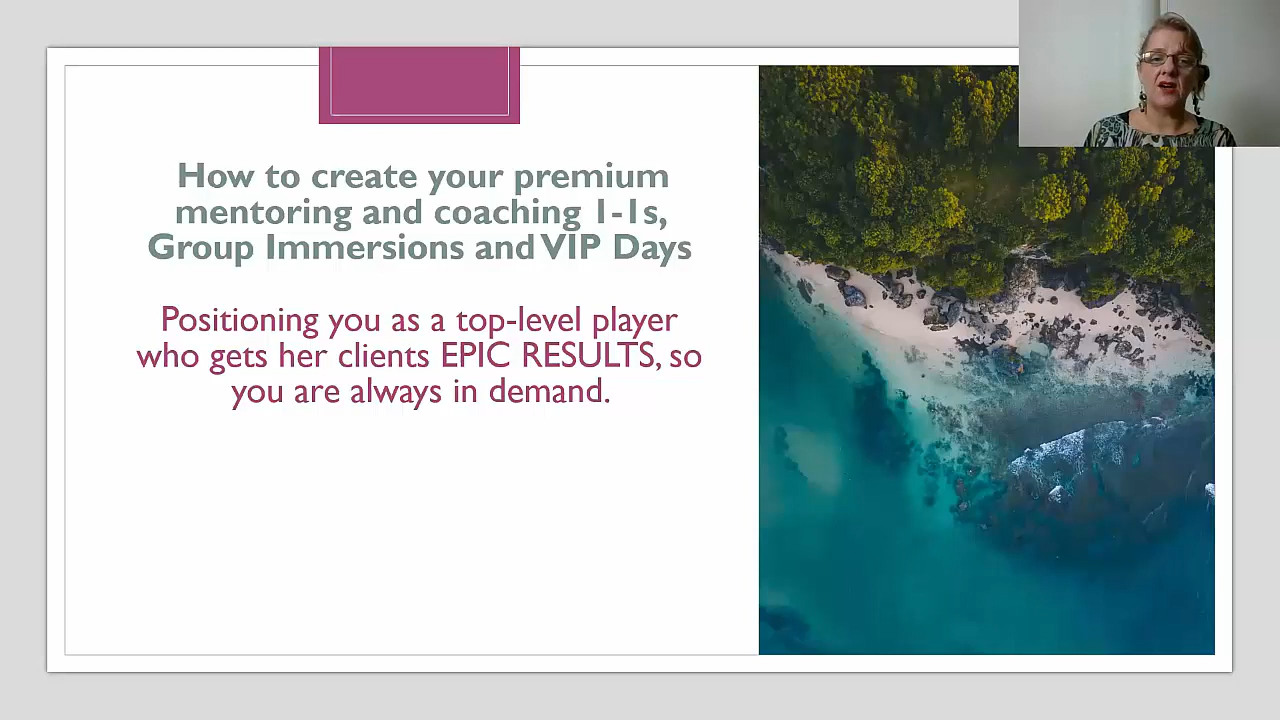 How to create your premium
mentoring and coaching 1-1s,
Group Immersions and VIP Days
Positioning you as a top-level player
who gets her clients EPIC RESULTS, so
you are always in demand.